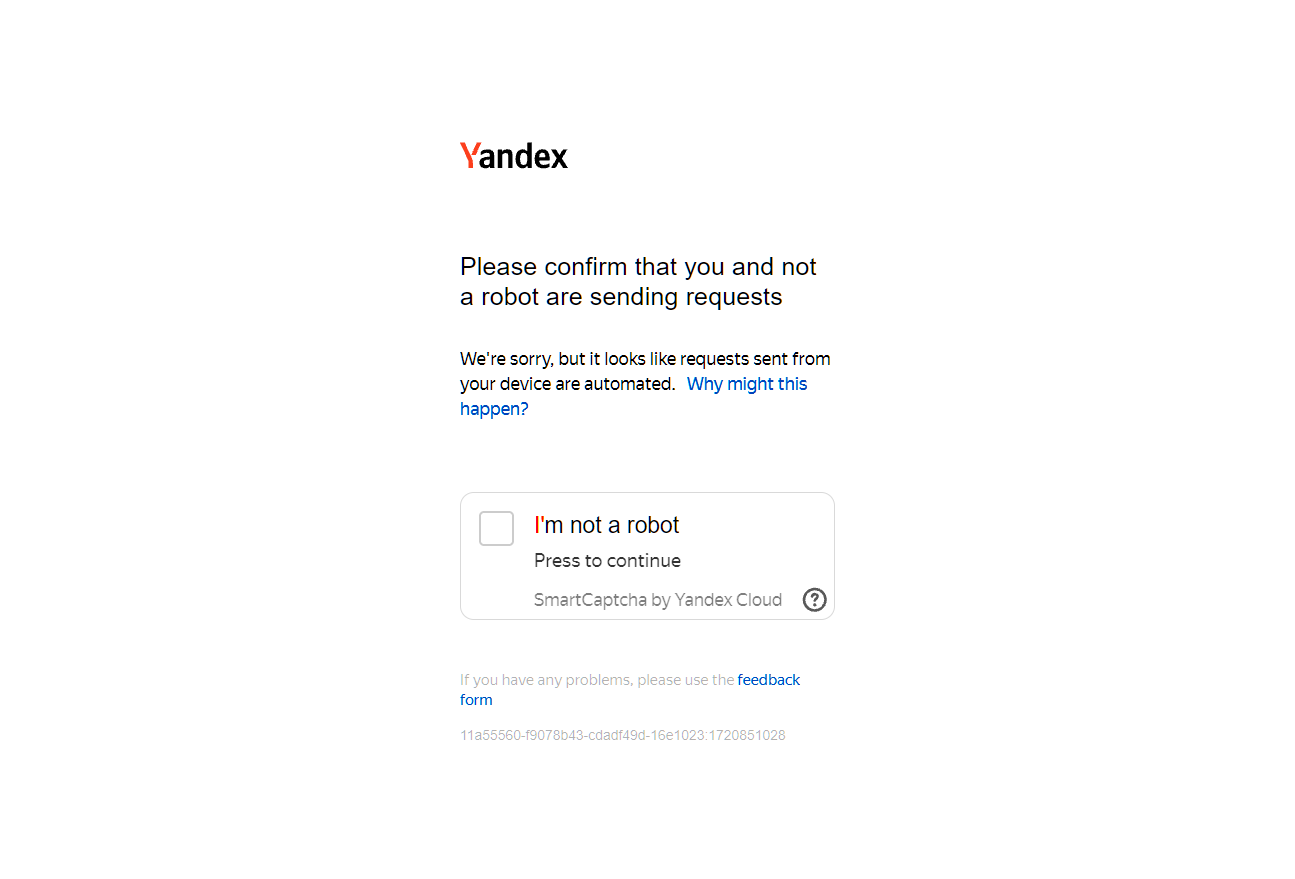 Yandex
Please confirm that you and not
a robot are sending requests
We're sorry, but it looks like requests sent from
your device are automated. Why might this
happen?
I'm not a robot
Press to continue
SmartCaptcha by Yandex Cloud ?
If you have any problems, please use the feedback
form
11a55560-f9078b43-cdadf49d-16e1023:1720851028